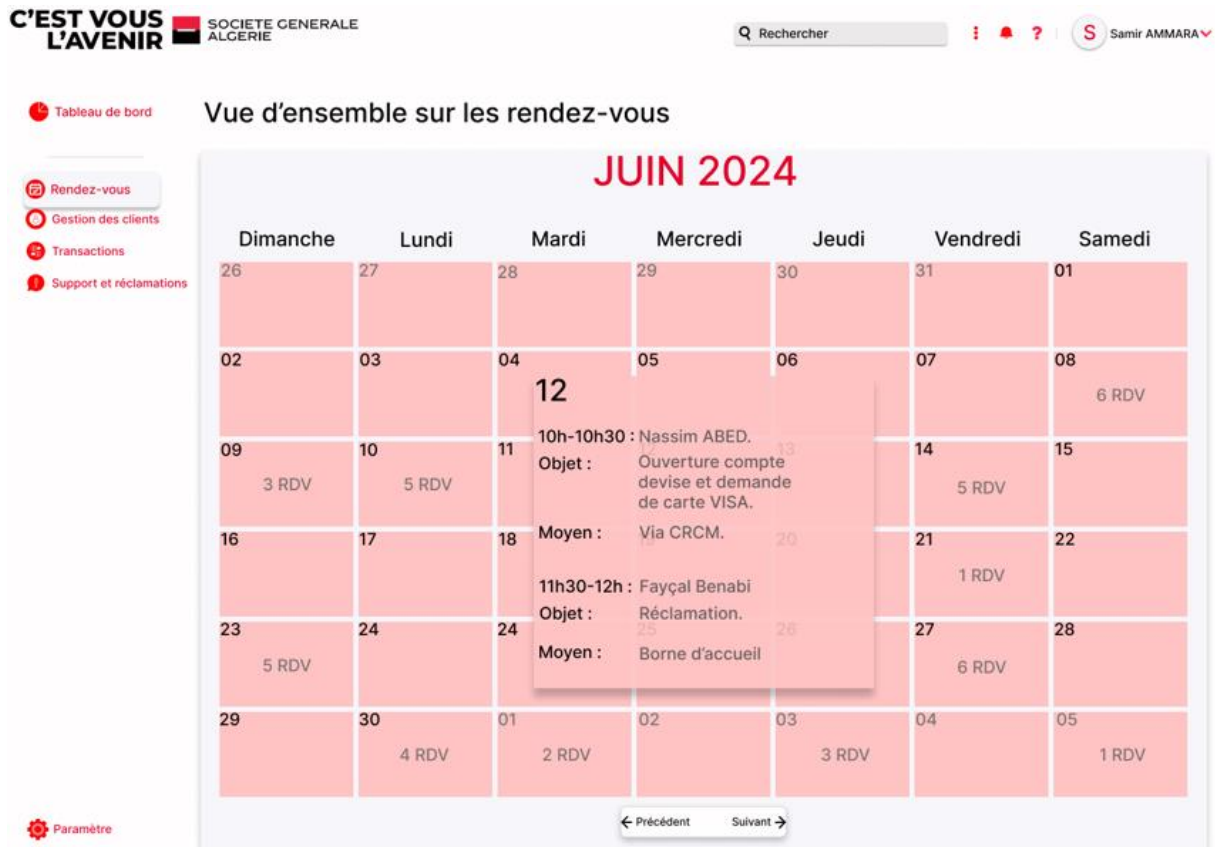 C'EST VOUS
L'AVENIR
SOCIETE GENERALE
ALGERIE
Rechercher
?
S
Samir AMMARA
Tableau de bord
Rendez-vous
Gestion des clients
Transactions
Support et réclamations
Paramètre
Vue d'ensemble sur les rendez-vous
JUIN 2024
Dimanche Lundi Mardi Mercredi Jeudi Vendredi Samedi
26 27 28 29 30 31 01
02 03 04 05 06 07 08
6 RDV
09 10 11 13 14 15
3 RDV 5 RDV 5 RDV
16 17 18 19 20 21 22
1 RDV
23 24 24 25 26 27 28
5 RDV 6 RDV
29 30 01 02 03 04 05
4 RDV 2 RDV 3 RDV 1 RDV
12
10h-10h30 : Nassim ABED.
Objet : Ouverture compte
devise et demande
de carte VISA.
Moyen : Via CRCM.
11h30-12h : Fayçal Benabi
Objet : Réclamation.
Moyen : Borne d'accueil
← Précédent Suivant →